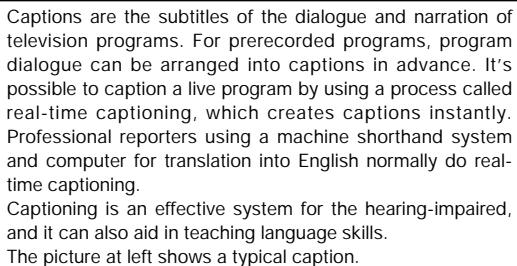 Captions are the subtitles of the dialogue and narration of
television programs. For prerecorded programs, program
dialogue can be arranged into captions in advance. It's
possible to caption a live program by using a process called
real-time captioning, which creates captions instantly.
Professional reporters using a machine shorthand system
and computer for translation into English normally do real-
time captioning.
Captioning is an effective system for the hearing-impaired,
and it can also aid in teaching language skills.
The picture at left shows a typical caption.